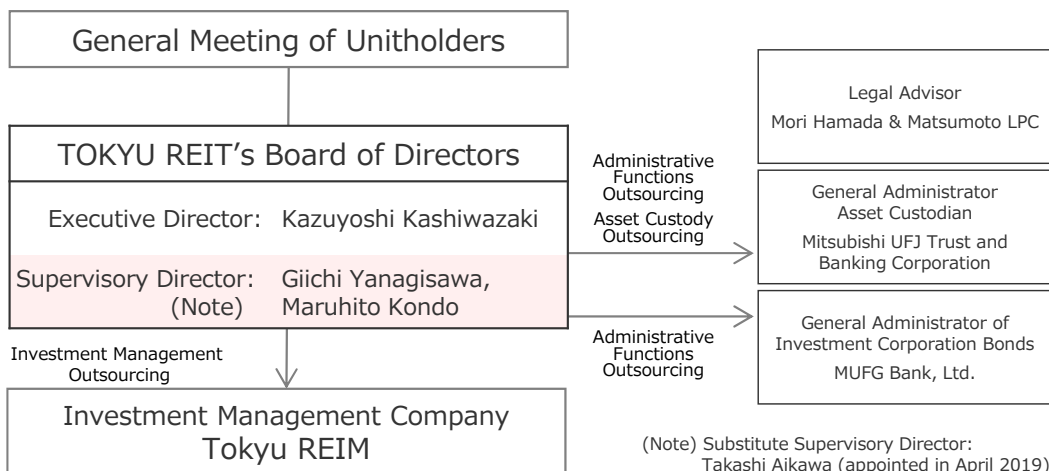 General Meeting of Unitholders
TOKYU REIT's Board of Directors
Executive Director: Kazuyoshi Kashiwazaki
Supervisory Director: Giichi Yanagisawa,
(Note) Maruhito Kondo
Investment Management
Outsourcing
Investment Management Company
Tokyu REIM
Administrative
Functions
Outsourcing
Asset Custody
Outsourcing
Administrative
Functions
Outsourcing
Legal Advisor
Mori Hamada & Matsumoto LPC
General Administrator
Asset Custodian
Mitsubishi UFJ Trust and
Banking Corporation
General Administrator of
Investment Corporation Bonds
MUFG Bank, Ltd.
(Note) Substitute Supervisory Director:
Takashi Aikawa (appointed in April 2019)